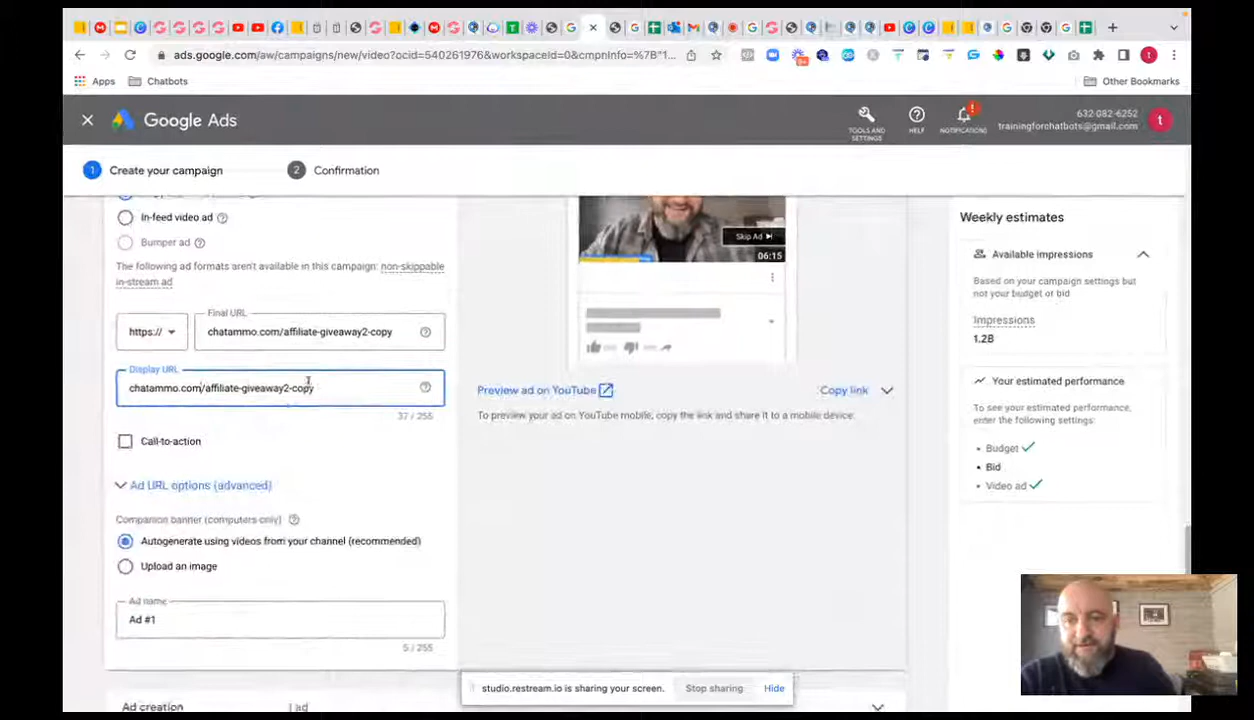 ads.google.com/aw/campaigns/new/video?ocid=540261976&workspaceId=0&cmpnInfo=%7B"1...
Apps
Chatbots
Other Bookmarks
Google Ads
TOOLS AND SETTINGS
HELP
NOTIFICATIONS
632-082-6252
trainingforchatbots@gmail.com
t
1 Create your campaign
2 Confirmation
In-feed video ad
Bumper ad
The following ad formats aren't available in this campaign: non-skippable
in-stream ad
Final URL
https://
chatammo.com/affiliate-giveaway2-copy
Display URL
chatammo.com/affiliate-giveaway2-copy
37 / 255
Call-to-action
Ad URL options (advanced)
Companion banner (computers only)
Autogenerate using videos from your channel (recommended)
Upload an image
Ad name
Ad #1
5 / 255
Ad creation
1 ad
Skip Ad
06:15
Preview ad on YouTube
Copy link
To preview your ad on YouTube mobile, copy the link and share it to a mobile device.
Weekly estimates
Available impressions
Based on your campaign settings but
not your budget or bid
Impressions
1.2B
Your estimated performance
To see your estimated performance,
enter the following settings:
Budget
Bid
Video ad
studio.restream.io is sharing your screen.
Stop sharing
Hide